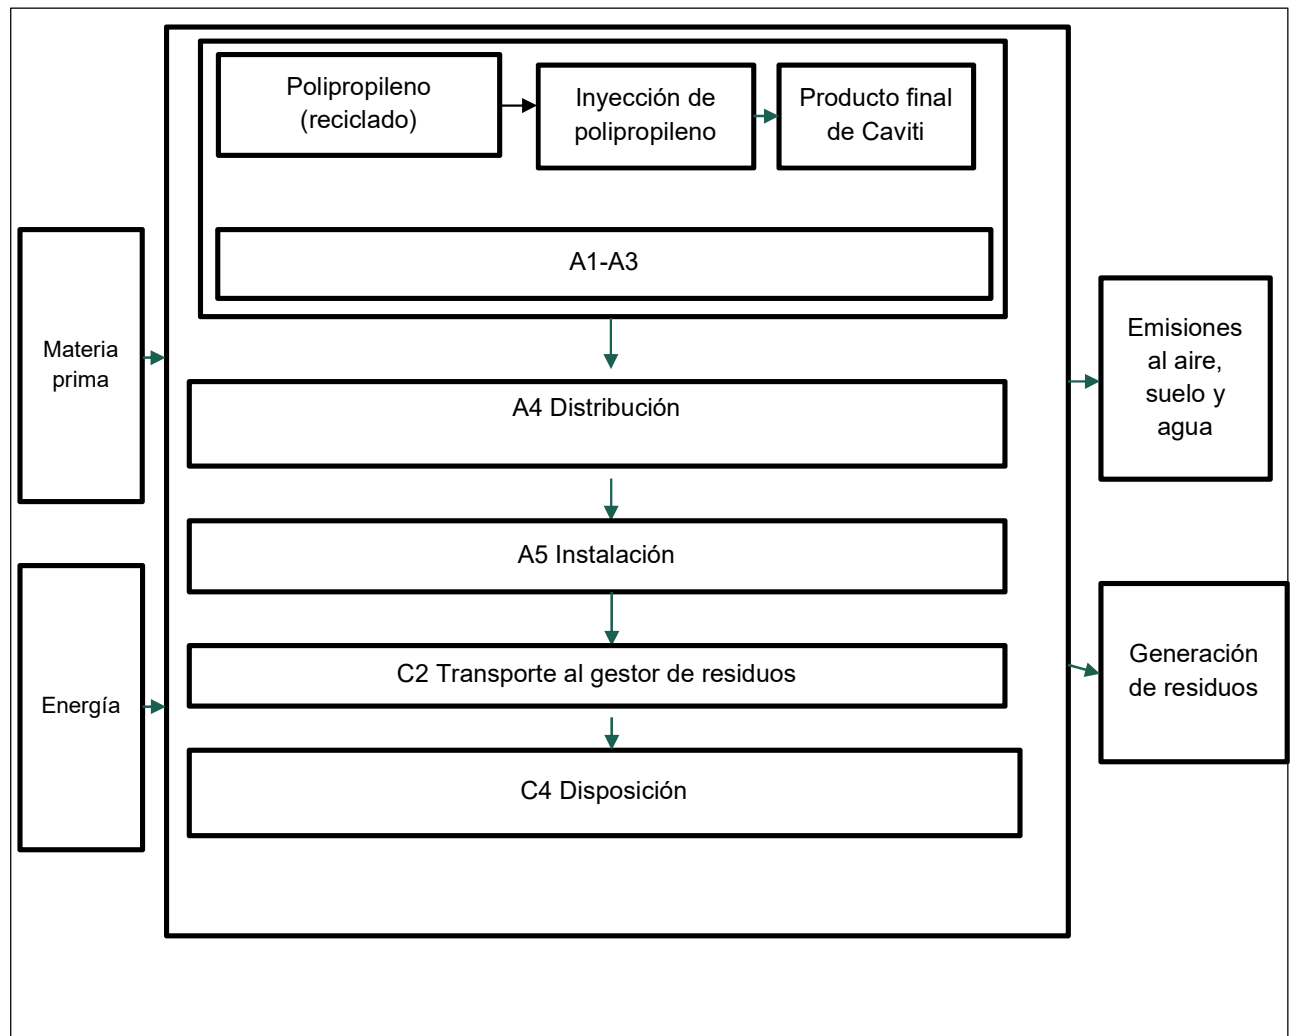 Polipropileno
(reciclado)
Inyección de
polipropileno
Producto final
de Caviti
A1-A3
Materia
prima
Emisiones
al aire,
suelo y
agua
A4 Distribución
A5 Instalación
Energía
C2 Transporte al gestor de residuos
Generación
de residuos
C4 Disposición